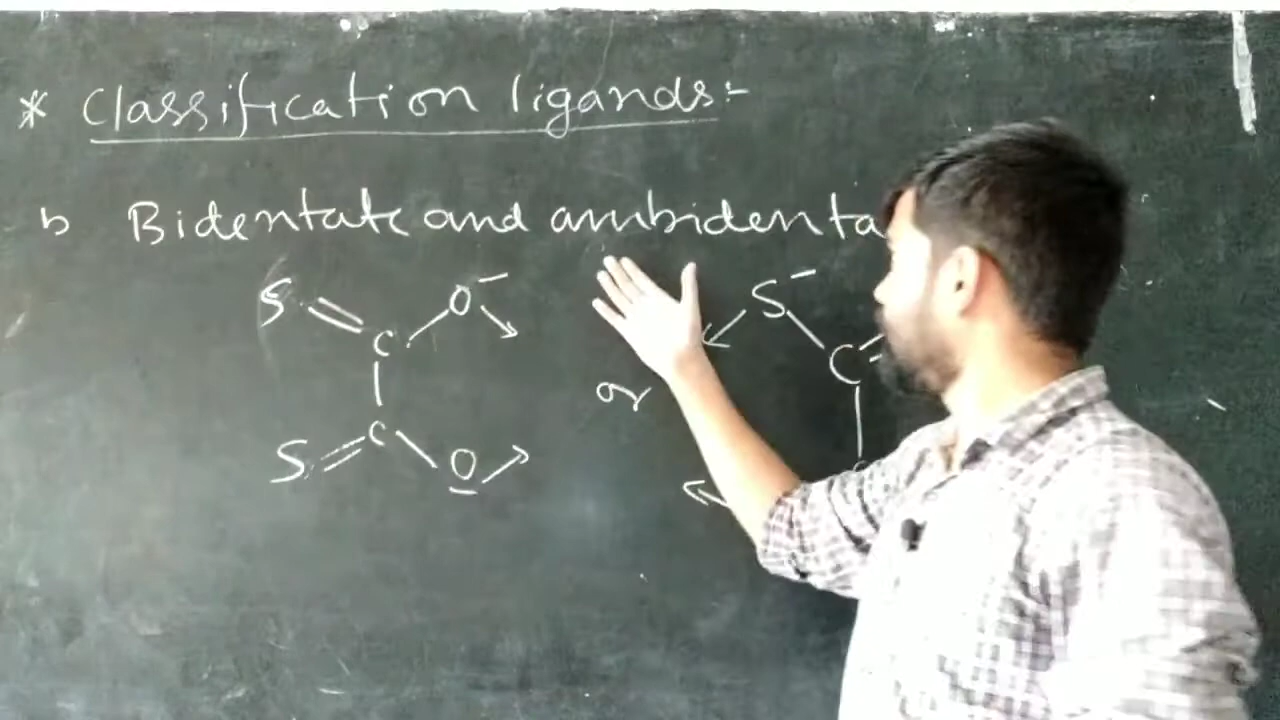 * Classification ligands:-
b Bidentate and ambidenta
S O⁻ S⁻
C C
or
C
S O